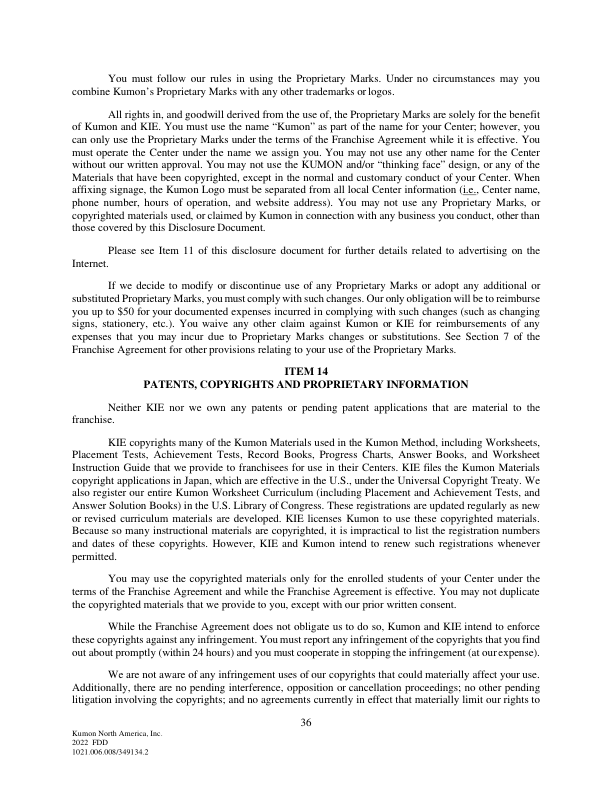 You must follow our rules in using the Proprietary Marks. Under no circumstances may you
combine Kumon's Proprietary Marks with any other trademarks or logos.
All rights in, and goodwill derived from the use of, the Proprietary Marks are solely for the benefit
of Kumon and KIE. You must use the name “Kumon” as part of the name for your Center; however, you
can only use the Proprietary Marks under the terms of the Franchise Agreement while it is effective. You
must operate the Center under the name we assign you. You may not use any other name for the Center
without our written approval. You may not use the KUMON and/or “thinking face” design, or any of the
Materials that have been copyrighted, except in the normal and customary conduct of your Center. When
affixing signage, the Kumon Logo must be separated from all local Center information (i.e., Center name,
phone number, hours of operation, and website address). You may not use any Proprietary Marks, or
copyrighted materials used, or claimed by Kumon in connection with any business you conduct, other than
those covered by this Disclosure Document.
Please see Item 11 of this disclosure document for further details related to advertising on the
Internet.
If we decide to modify or discontinue use of any Proprietary Marks or adopt any additional or
substituted Proprietary Marks, you must comply with such changes. Our only obligation will be to reimburse
you up to $50 for your documented expenses incurred in complying with such changes (such as changing
signs, stationery, etc.). You waive any other claim against Kumon or KIE for reimbursements of any
expenses that you may incur due to Proprietary Marks changes or substitutions. See Section 7 of the
Franchise Agreement for other provisions relating to your use of the Proprietary Marks.
ITEM 14
PATENTS, COPYRIGHTS AND PROPRIETARY INFORMATION
Neither KIE nor we own any patents or pending patent applications that are material to the
franchise.
KIE copyrights many of the Kumon Materials used in the Kumon Method, including Worksheets,
Placement Tests, Achievement Tests, Record Books, Progress Charts, Answer Books, and Worksheet
Instruction Guide that we provide to franchisees for use in their Centers. KIE files the Kumon Materials
copyright applications in Japan, which are effective in the U.S., under the Universal Copyright Treaty. We
also register our entire Kumon Worksheet Curriculum (including Placement and Achievement Tests, and
Answer Solution Books) in the U.S. Library of Congress. These registrations are updated regularly as new
or revised curriculum materials are developed. KIE licenses Kumon to use these copyrighted materials.
Because so many instructional materials are copyrighted, it is impractical to list the registration numbers
and dates of these copyrights. However, KIE and Kumon intend to renew such registrations whenever
permitted.
You may use the copyrighted materials only for the enrolled students of your Center under the
terms of the Franchise Agreement and while the Franchise Agreement is effective. You may not duplicate
the copyrighted materials that we provide to you, except with our prior written consent.
While the Franchise Agreement does not obligate us to do so, Kumon and KIE intend to enforce
these copyrights against any infringement. You must report any infringement of the copyrights that you find
out about promptly (within 24 hours) and you must cooperate in stopping the infringement (at our expense).
We are not aware of any infringement uses of our copyrights that could materially affect your use.
Additionally, there are no pending interference, opposition or cancellation proceedings; no other pending
litigation involving the copyrights; and no agreements currently in effect that materially limit our rights to
36
Kumon North America, Inc.
2022 FDD
1021.006.008/349134.2